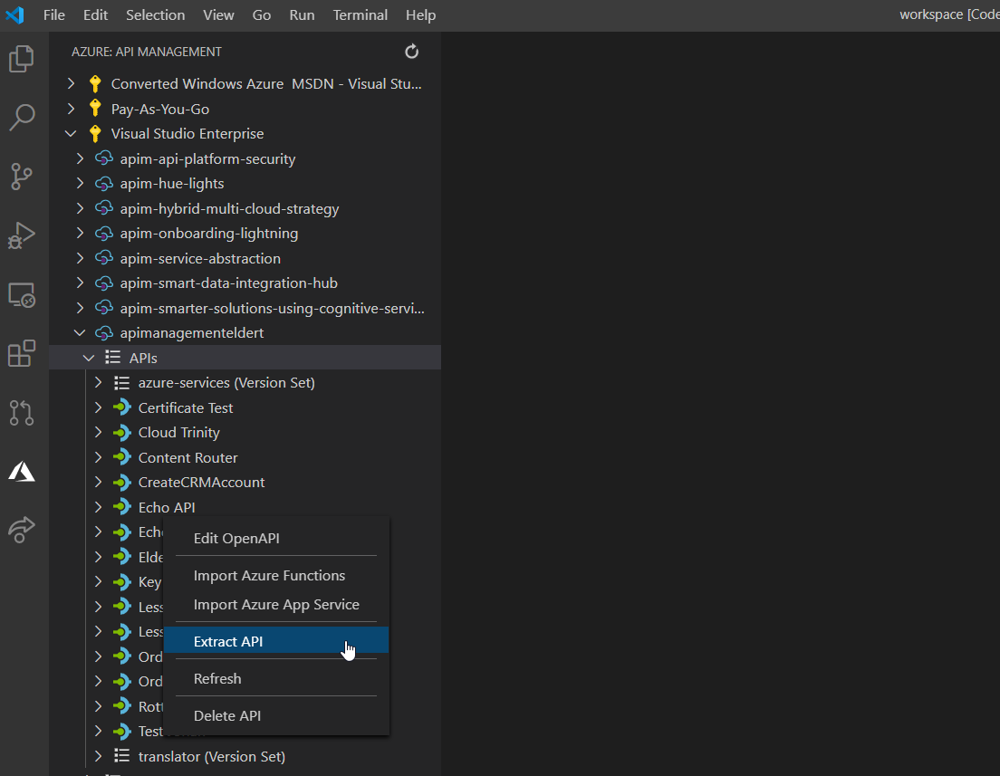 File Edit Selection View Go Run Terminal Help workspace [Code
AZURE: API MANAGEMENT
Converted Windows Azure MSDN - Visual Stu...
Pay-As-You-Go
Visual Studio Enterprise
apim-api-platform-security
apim-hue-lights
apim-hybrid-multi-cloud-strategy
apim-onboarding-lightning
apim-service-abstraction
apim-smart-data-integration-hub
apim-smarter-solutions-using-cognitive-servi...
apimanagementeldert
APIs
azure-services (Version Set)
Certificate Test
Cloud Trinity
Content Router
CreateCRMAccount
Echo API
Ech
Elde
Key
Less
Less
Ord
Ord
Rott
Test
translator (Version Set)
Edit OpenAPI
Import Azure Functions
Import Azure App Service
Extract API
Refresh
Delete API